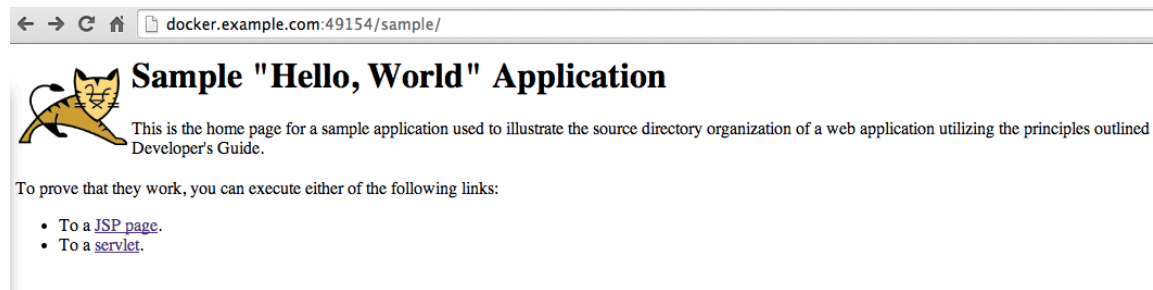 docker.example.com:49154/sample/
Sample "Hello, World" Application
This is the home page for a sample application used to illustrate the source directory organization of a web application utilizing the principles outlined
Developer's Guide.
To prove that they work, you can execute either of the following links:
• To a JSP page.
• To a servlet.